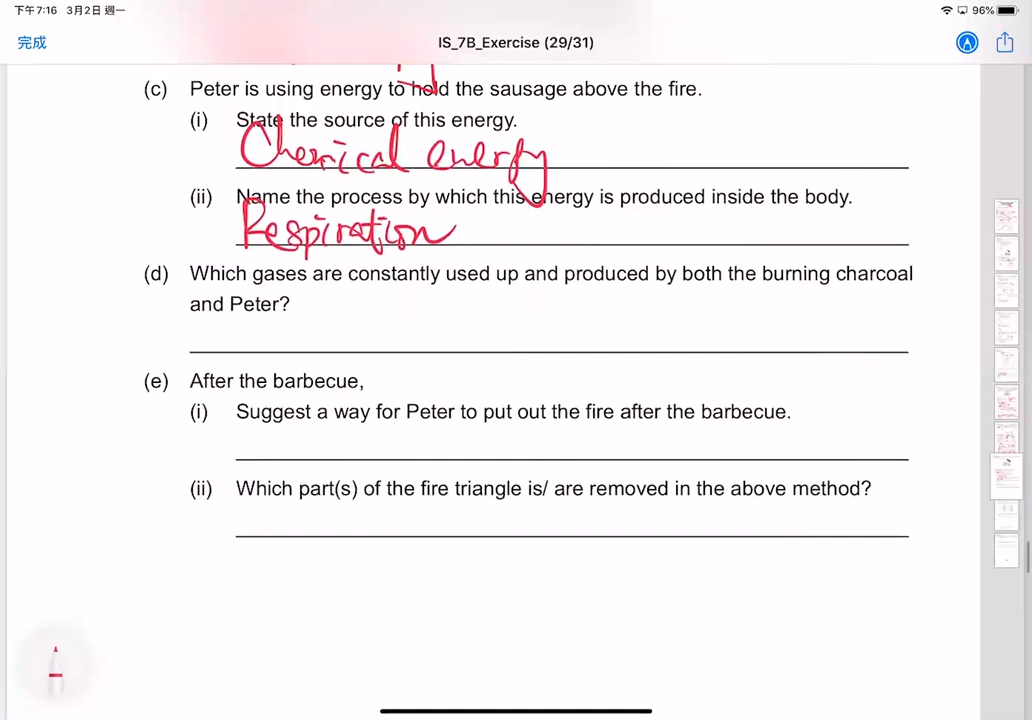 下午7:16 3月2日 週一
96%
完成
IS_7B_Exercise (29/31)
(c) Peter is using energy to hold the sausage above the fire.
(i) State the source of this energy.
Chemical energy
(ii) Name the process by which this energy is produced inside the body.
Respiration
(d) Which gases are constantly used up and produced by both the burning charcoal
and Peter?
(e) After the barbecue,
(i) Suggest a way for Peter to put out the fire after the barbecue.
(ii) Which part(s) of the fire triangle is/ are removed in the above method?